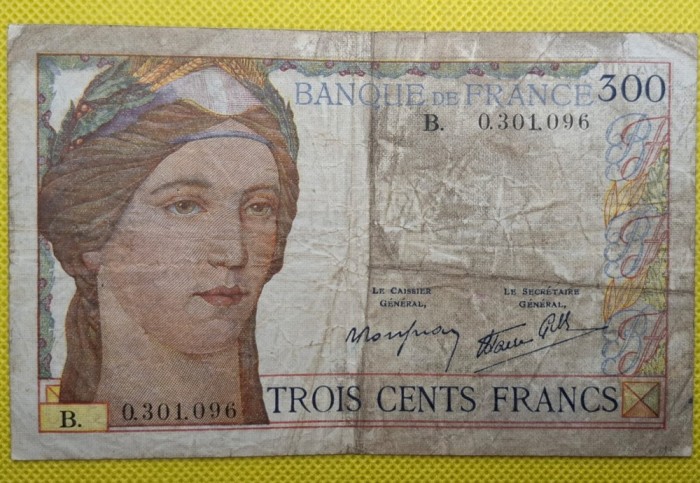 BANQUE DE FRANCE 300
B. 0.301.096
LE CAISSIER GÉNÉRAL,
LE SECRÉTAIRE GÉNÉRAL,
TROIS CENTS FRANCS
B. 0.301.096